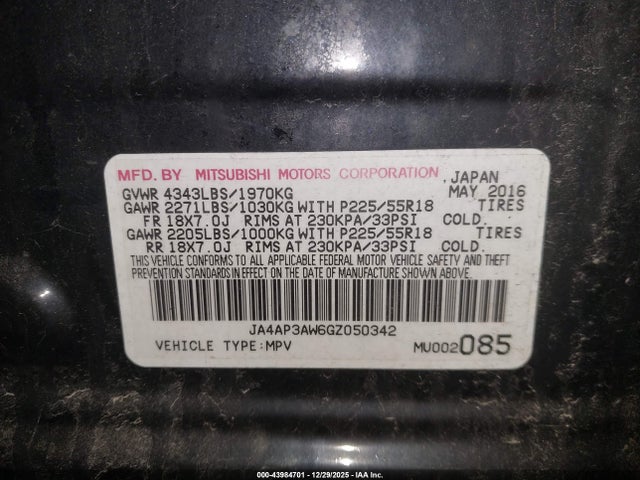 MFD. BY MITSUBISHI MOTORS CORPORATION, JAPAN
GVWR 4343LBS/1970KG MAY 2016
GAWR 2271LBS/1030KG WITH P225/55R18 TIRES
FR 18X7.0J RIMS AT 230KPA/33PSI COLD.
GAWR 2205LBS/1000KG WITH P225/55R18 TIRES
RR 18X7.0J RIMS AT 230KPA/33PSI COLD.
THIS VEHICLE CONFORMS TO ALL APPLICABLE FEDERAL MOTOR VEHICLE SAFETY AND THEFT
PREVENTION STANDARDS IN EFFECT ON THE DATE OF MANUFACTURE SHOWN ABOVE.
JA4AP3AW6GZ050342
VEHICLE TYPE:MPV MU002085
000-43984701 - 12/29/2025 - IAAI, Inc.